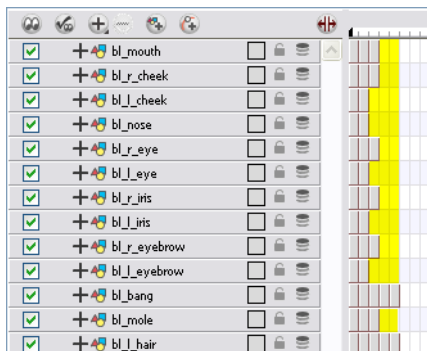 bl_mouth
bl_r_cheek
bl_l_cheek
bl_nose
bl_r_eye
bl_l_eye
bl_r_iris
bl_l_iris
bl_r_eyebrow
bl_l_eyebrow
bl_bang
bl_mole
bl_l_hair